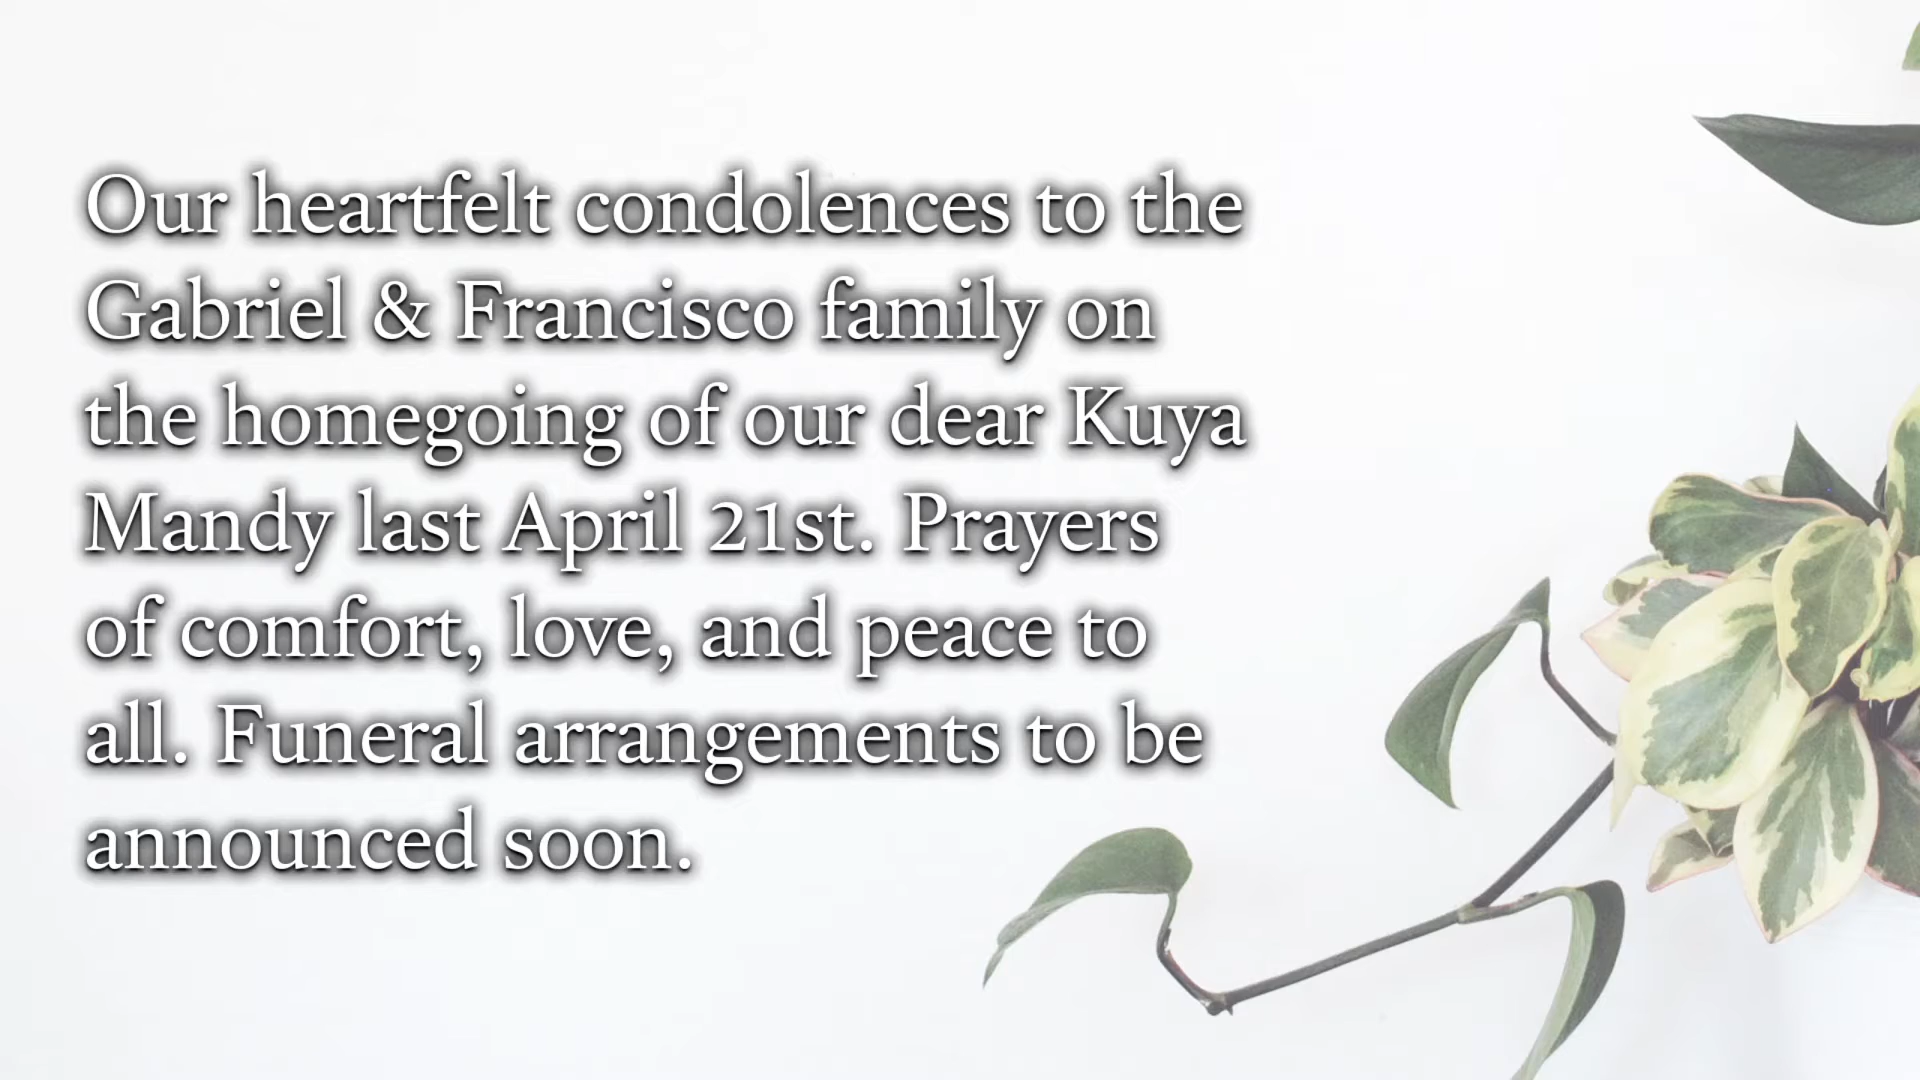 Our heartfelt condolences to the
Gabriel & Francisco family on
the homegoing of our dear Kuya
Mandy last April 21st. Prayers
of comfort, love, and peace to
all. Funeral arrangements to be
announced soon.